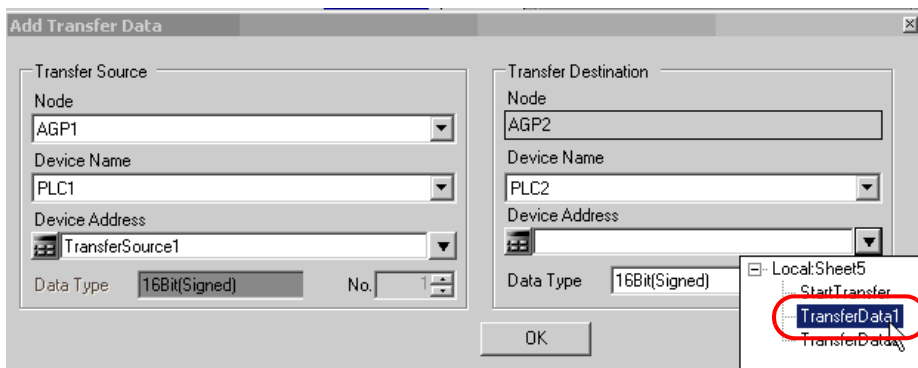 Add Transfer Data
Transfer Source
Node
AGP1
Device Name
PLC1
Device Address
TransferSource1
Data Type 16Bit(Signed) No. 1
Transfer Destination
Node
AGP2
Device Name
PLC2
Device Address
Data Type 16Bit(Signed)
Local:Sheet5
StartTransfer
TransferData1
OK